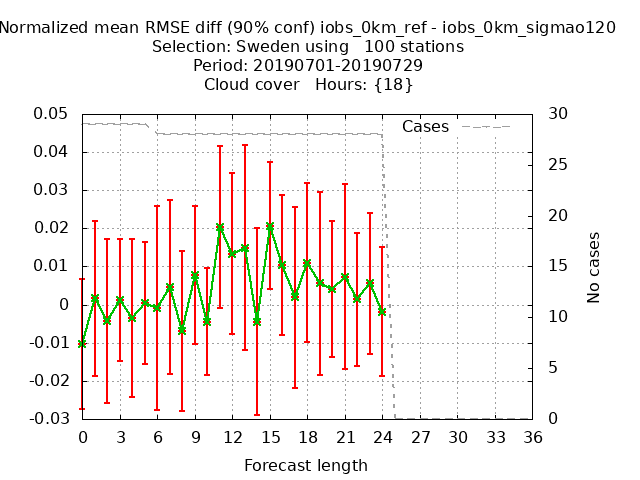 Normalized mean RMSE diff (90% conf) iobs_0km_ref - iobs_0km_sigmao120
Selection: Sweden using   100 stations
Period: 20190701-20190729
Cloud cover   Hours: {18}
Cases
0.05
0.04
0.03
0.02
0.01
0
-0.01
-0.02
-0.03
30
25
20
15
10
5
0
No cases
0 3 6 9 12 15 18 21 24 27 30 33 36
Forecast length